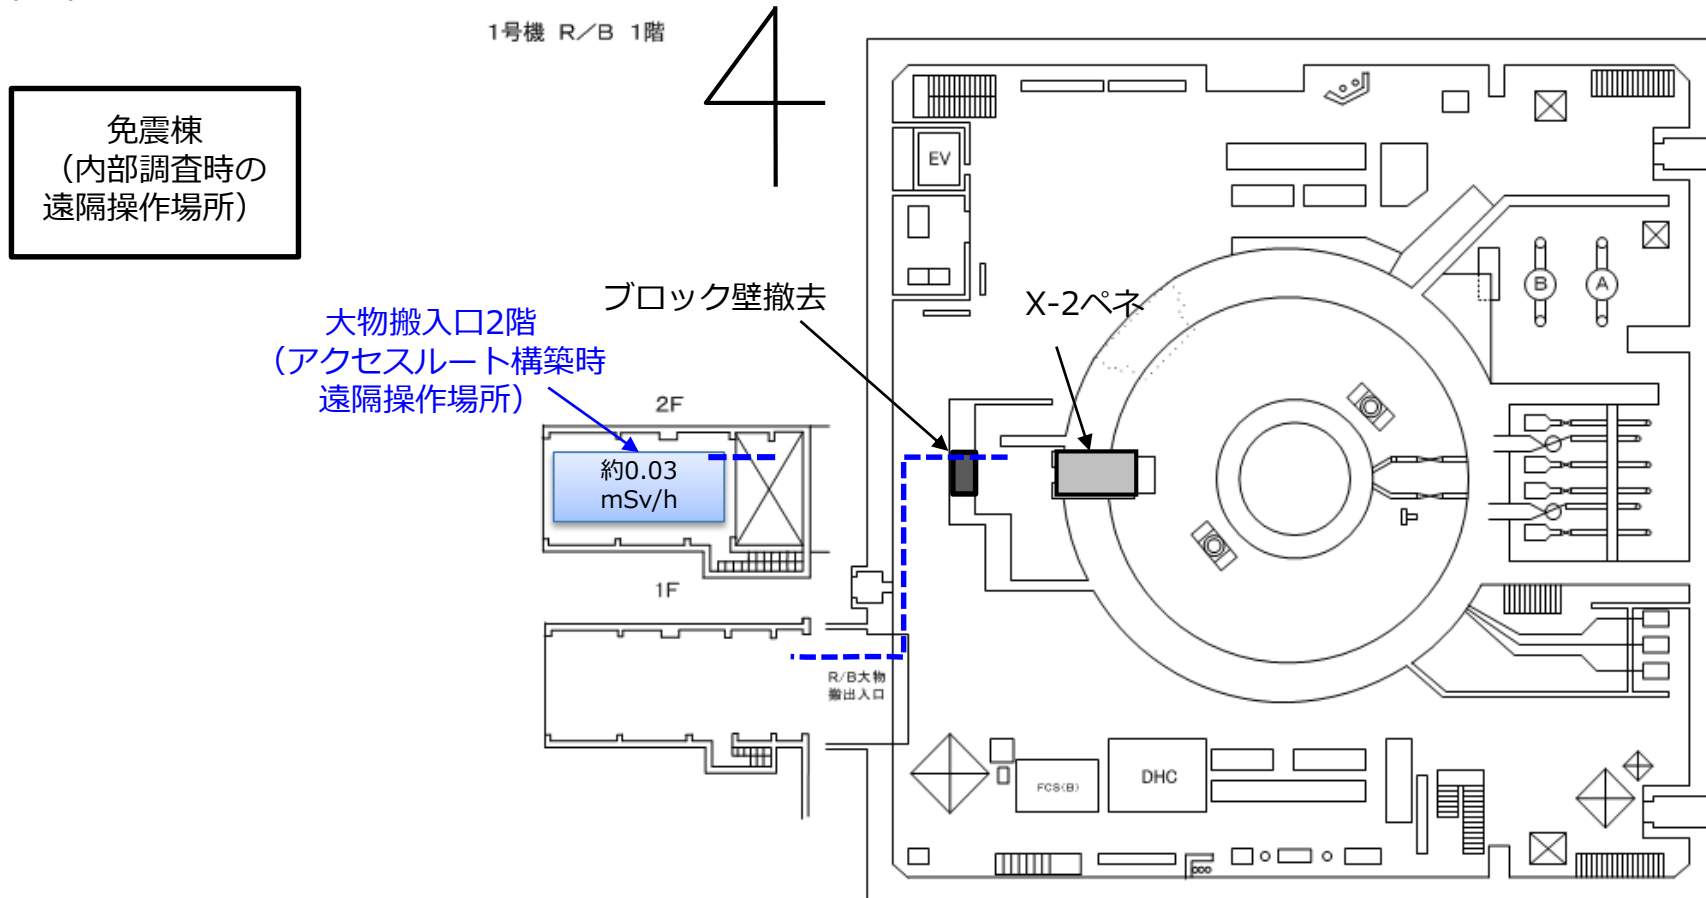 1号機 R／B 1階
免震棟
（内部調査時の
遠隔操作場所）
EV
ブロック壁撤去
X-2ペネ
B
A
大物搬入口2階
（アクセスルート構築時
遠隔操作場所）
2F
約0.03
mSv/h
1F
R/B大物
搬出入口
FCS(B)
DHC